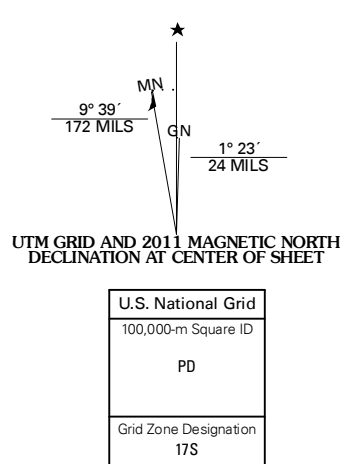 ★
MN
9° 39´
172 MILS
GN
1° 23´
24 MILS
UTM GRID AND 2011 MAGNETIC NORTH
DECLINATION AT CENTER OF SHEET
U.S. National Grid
100,000-m Square ID
PD
Grid Zone Designation
17S